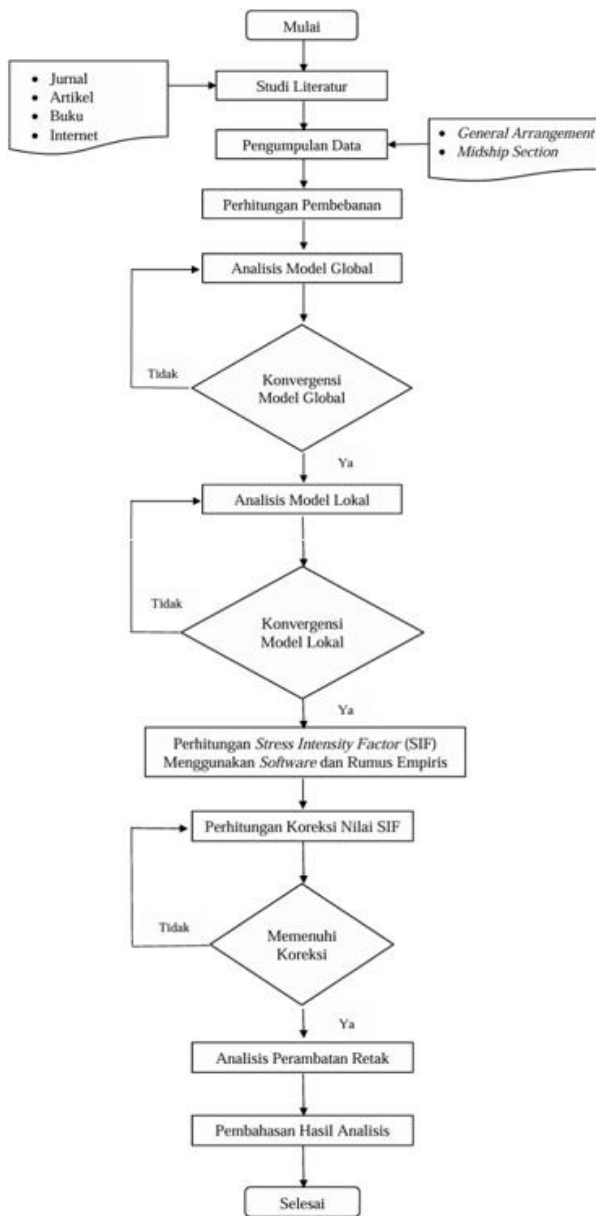 Mulai
• Jurnal
• Artikel
• Buku
• Internet
Studi Literatur
Pengumpulan Data
• General Arrangement
• Midship Section
Perhitungan Pembebanan
Analisis Model Global
Konvergensi
Model Global
Tidak
Ya
Analisis Model Lokal
Konvergensi
Model Lokal
Tidak
Ya
Perhitungan Stress Intensity Factor (SIF)
Menggunakan Software dan Rumus Empiris
Perhitungan Koreksi Nilai SIF
Memenuhi
Koreksi
Tidak
Ya
Analisis Perambatan Retak
Pembahasan Hasil Analisis
Selesai